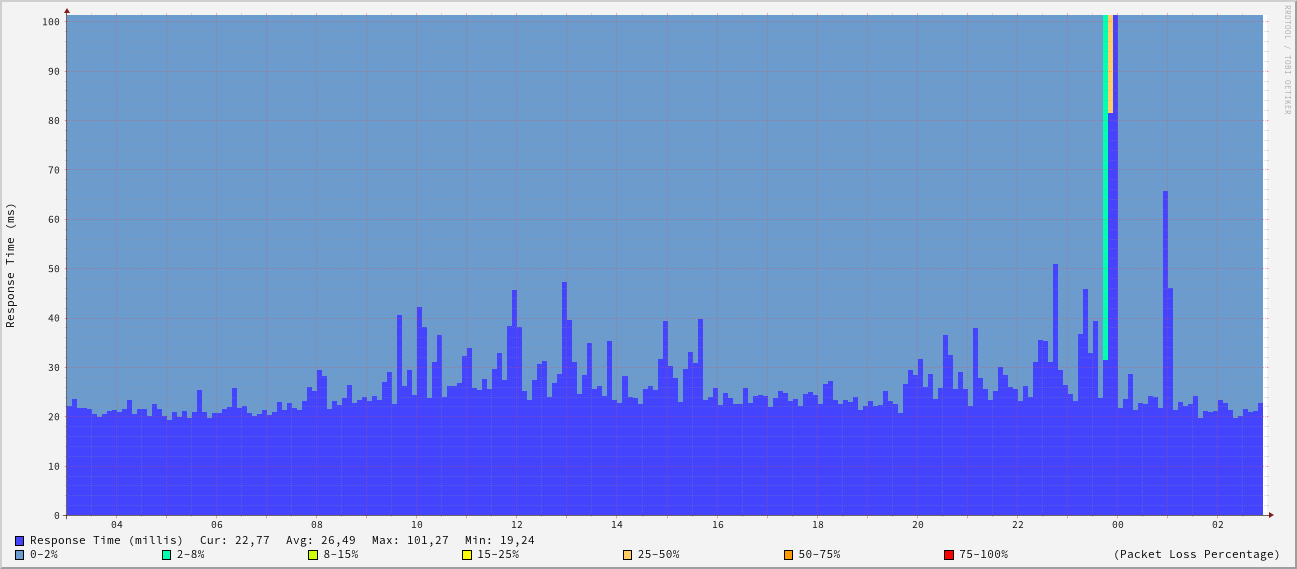 RRDTOOL / TOBI OETIKER
Response Time (ms)
100
90
80
70
60
50
40
30
20
10
0
04 06 08 10 12 14 16 18 20 22 00 02
Response Time (millis) Cur: 22,77 Avg: 26,49 Max: 101,27 Min: 19,24
0-2% 2-8% 8-15% 15-25% 25-50% 50-75% 75-100% (Packet Loss Percentage)